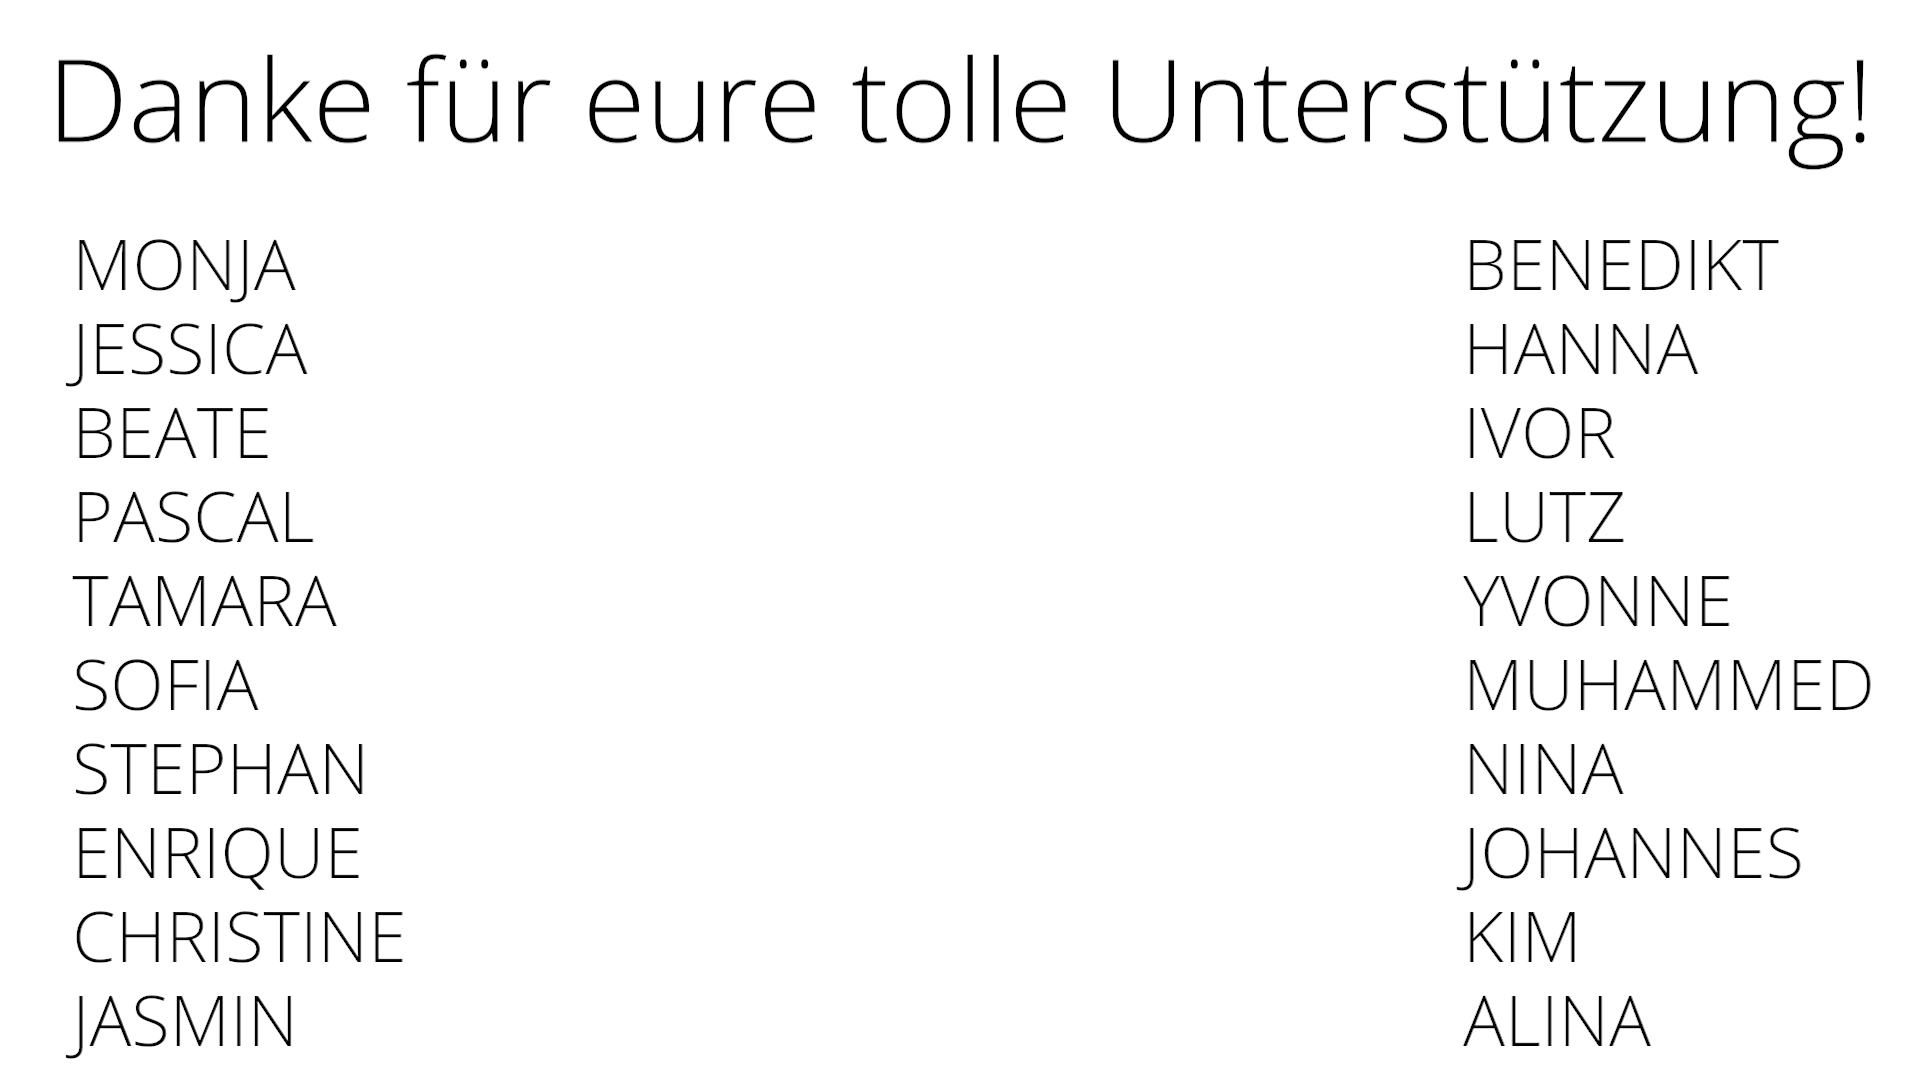 Danke für eure tolle Unterstützung!
MONJA
JESSICA
BEATE
PASCAL
TAMARA
SOFIA
STEPHAN
ENRIQUE
CHRISTINE
JASMIN
BENEDIKT
HANNA
IVOR
LUTZ
YVONNE
MUHAMMED
NINA
JOHANNES
KIM
ALINA